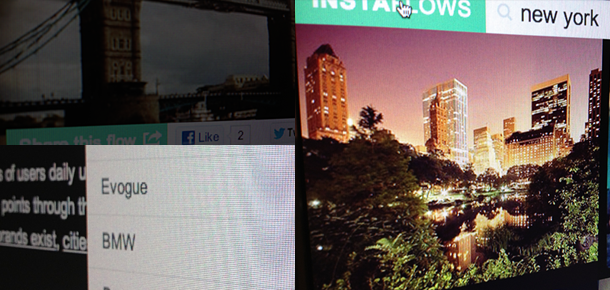 Share this flow
Like 2
INSTAFLOWS
new york
s of users daily u
points through th
brands exist, citie
Evogue
BMW